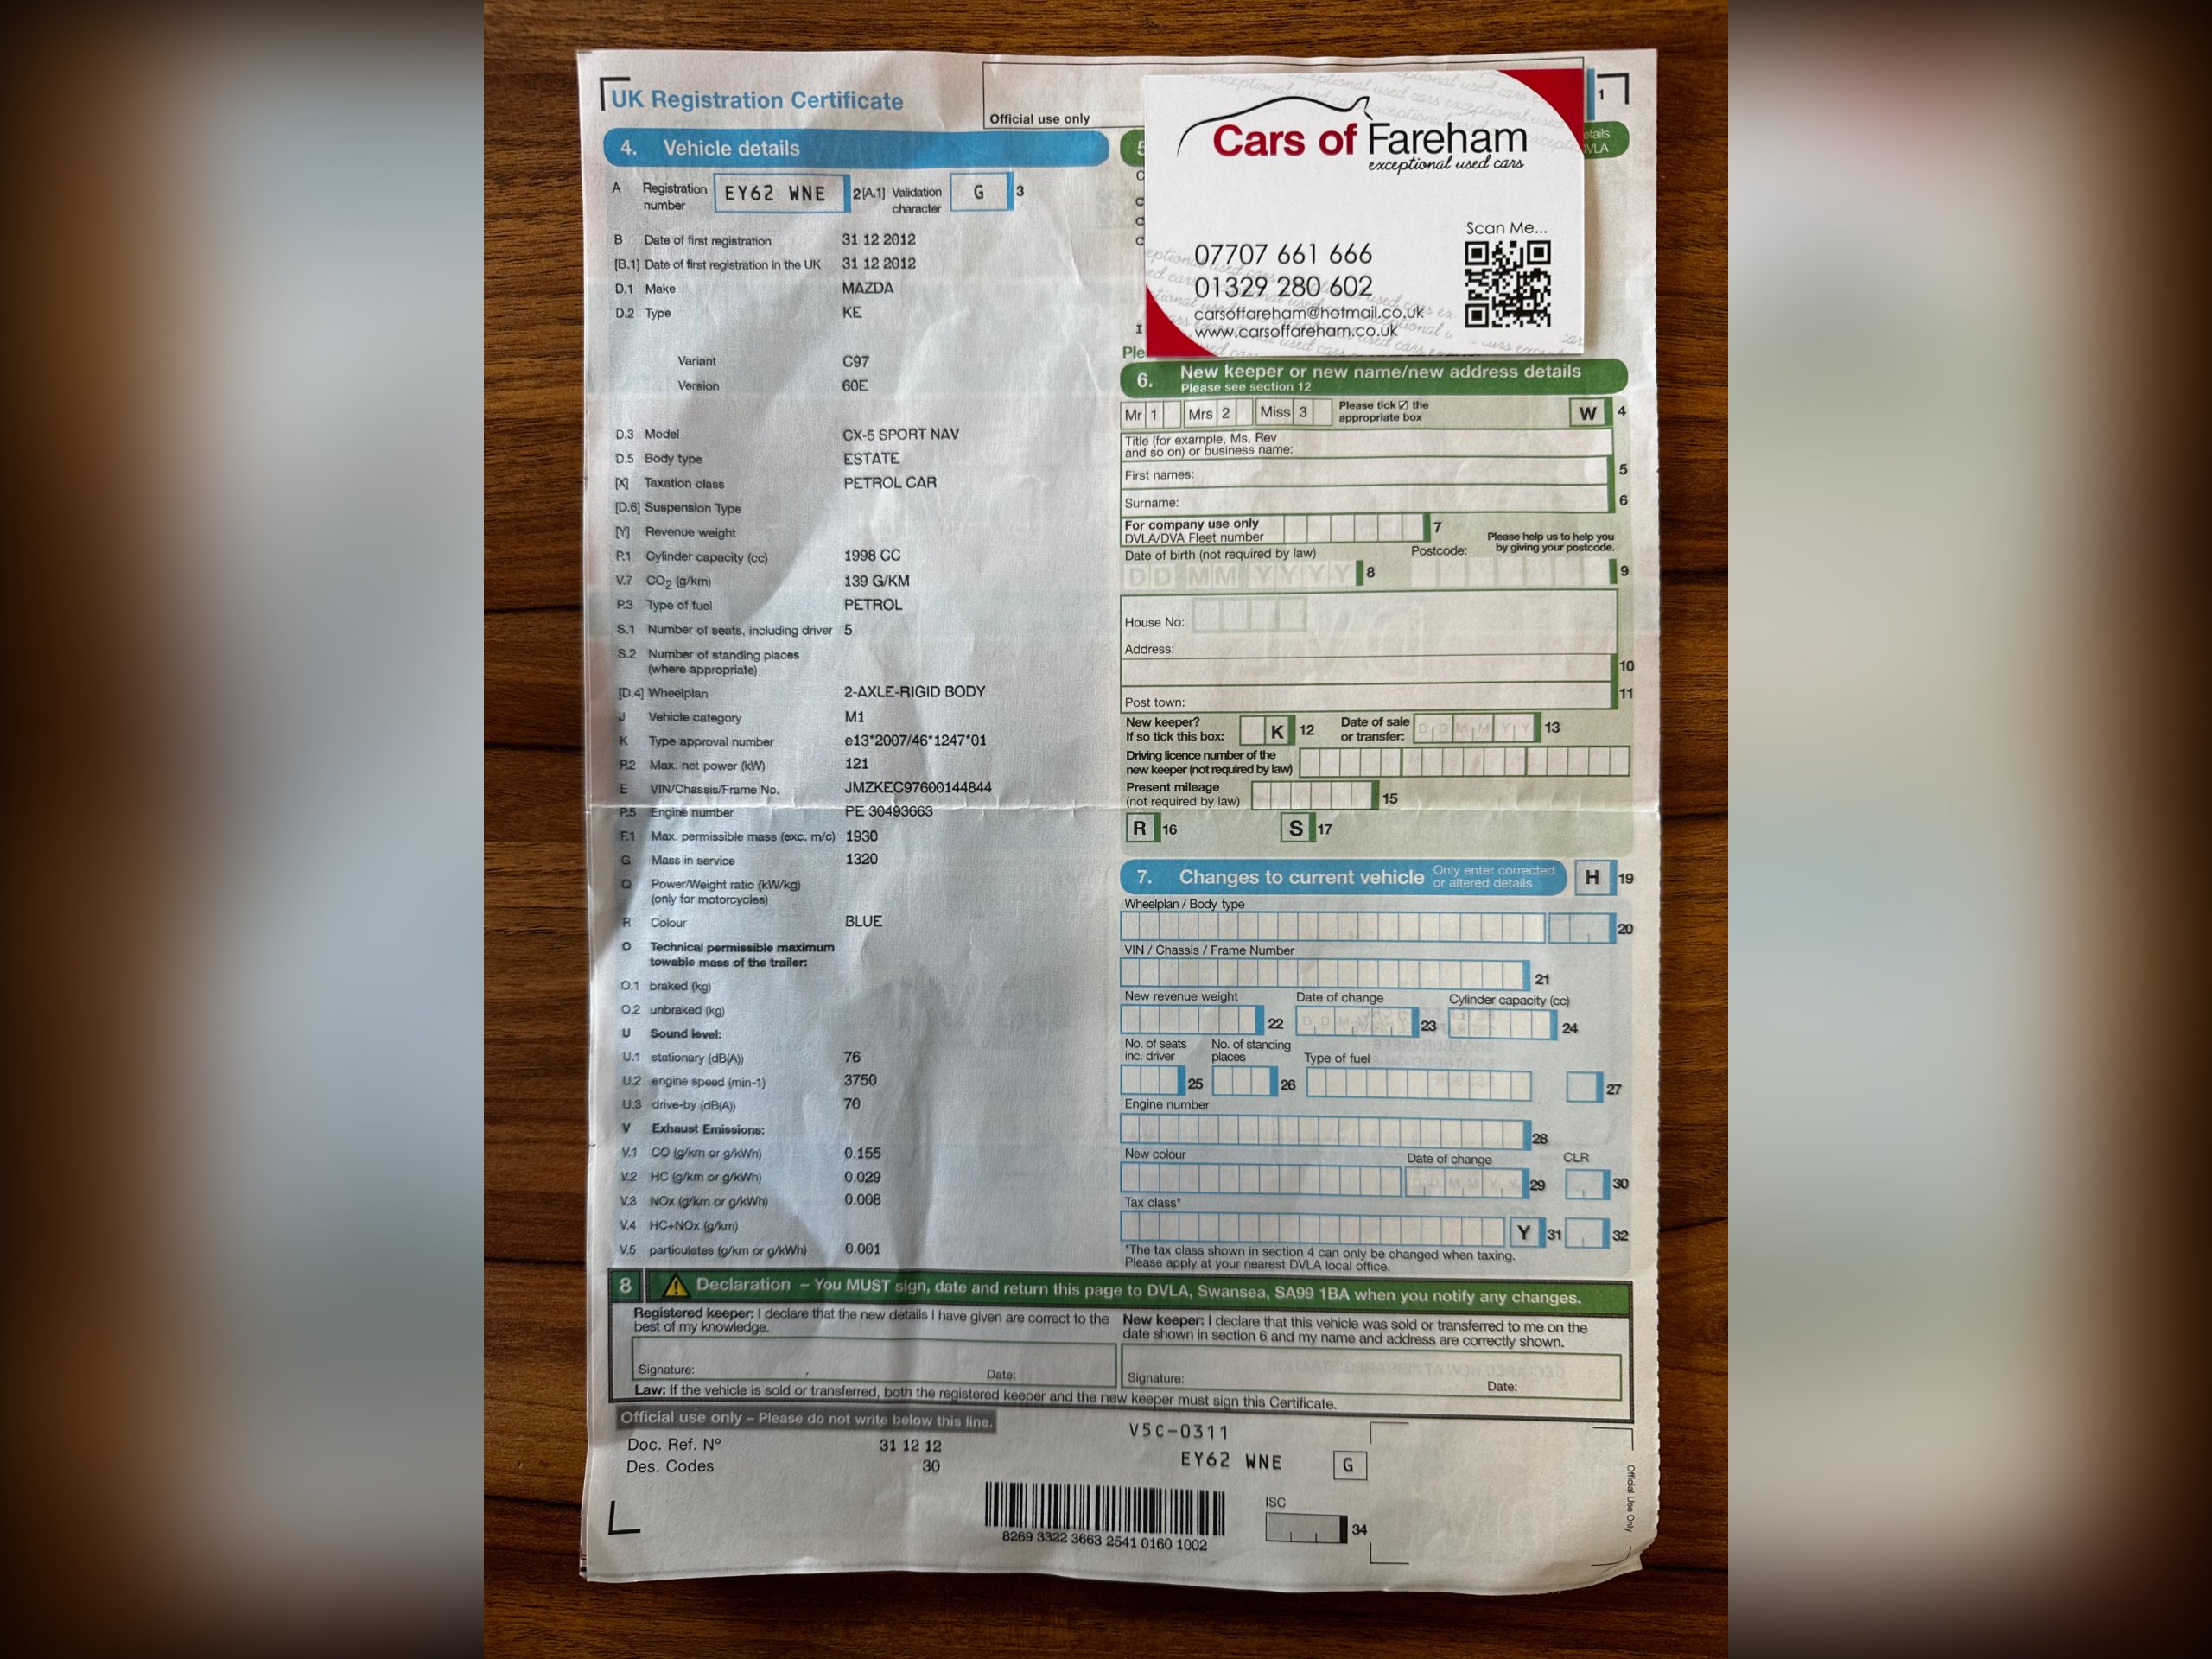 UK Registration Certificate
Official use only
1
4. Vehicle details
A Registration number EY62 WNE 2[A.1] Validation character G 3
B Date of first registration 31 12 2012
[B.1] Date of first registration in the UK 31 12 2012
D.1 Make MAZDA
D.2 Type KE
Variant C97
Version 60E
D.3 Model CX-5 SPORT NAV
D.5 Body type ESTATE
[X] Taxation class PETROL CAR
[D.6] Suspension Type
[Y] Revenue weight
P.1 Cylinder capacity (cc) 1998 CC
V.7 CO2 (g/km) 139 G/KM
P.3 Type of fuel PETROL
S.1 Number of seats, including driver 5
S.2 Number of standing places
(where appropriate)
[D.4] Wheelplan 2-AXLE-RIGID BODY
J Vehicle category M1
K Type approval number e13*2007/46*1247*01
P.2 Max. net power (kW) 121
E VIN/Chassis/Frame No. JMZKEC97600144844
P.5 Engine number PE 30493663
F.1 Max. permissible mass (exc. m/c) 1930
G Mass in service 1320
Q Power/Weight ratio (kW/kg)
(only for motorcycles)
R Colour BLUE
O Technical permissible maximum
towable mass of the trailer:
O.1 braked (kg)
O.2 unbraked (kg)
U Sound level:
U.1 stationary (dB(A)) 76
U.2 engine speed (min-1) 3750
U.3 drive-by (dB(A)) 70
V Exhaust Emissions:
V.1 CO (g/km or g/kWh) 0.155
V.2 HC (g/km or g/kWh) 0.029
V.3 NOx (g/km or g/kWh) 0.008
V.4 HC+NOx (g/km)
V.5 particulates (g/km or g/kWh) 0.001
Cars of Fareham
exceptional used cars
Scan Me...
07707 661 666
01329 280 602
carsoffareham@hotmail.co.uk
www.carsoffareham.co.uk
6. New keeper or new name/new address details
Please see section 12
Mr 1 Mrs 2 Miss 3 Please tick ☑ the appropriate box W 4
Title (for example, Ms, Rev
and so on) or business name:
First names: 5
Surname: 6
For company use only
DVLA/DVA Fleet number 7
Please help us to help you
by giving your postcode.
Date of birth (not required by law) Postcode:
DD MM YYYY 8 9
House No:
Address:
10
11
Post town:
New keeper?
If so tick this box: K 12 Date of sale
or transfer: D D M M Y Y 13
Driving licence number of the
new keeper (not required by law)
Present mileage
(not required by law) 15
R 16 S 17
7. Changes to current vehicle Only enter corrected or altered details H 19
Wheelplan / Body type
20
VIN / Chassis / Frame Number
21
New revenue weight Date of change Cylinder capacity (cc)
22 23 24
No. of seats
inc. driver No. of standing
places Type of fuel
25 26 27
Engine number
28
New colour Date of change CLR
29 30
Tax class*
Y 31 32
*The tax class shown in section 4 can only be changed when taxing.
Please apply at your nearest DVLA local office.
8 Declaration – You MUST sign, date and return this page to DVLA, Swansea, SA99 1BA when you notify any changes.
Registered keeper: I declare that the new details I have given are correct to the
best of my knowledge.
Signature: Date:
New keeper: I declare that this vehicle was sold or transferred to me on the
date shown in section 6 and my name and address are correctly shown.
Signature: Date:
Law: If the vehicle is sold or transferred, both the registered keeper and the new keeper must sign this Certificate.
Official use only – Please do not write below this line.
Doc. Ref. Nº 31 12 12
Des. Codes 30
V5C-0311
EY62 WNE G
8269 3322 3663 2541 0160 1002
ISC
34
Official Use Only